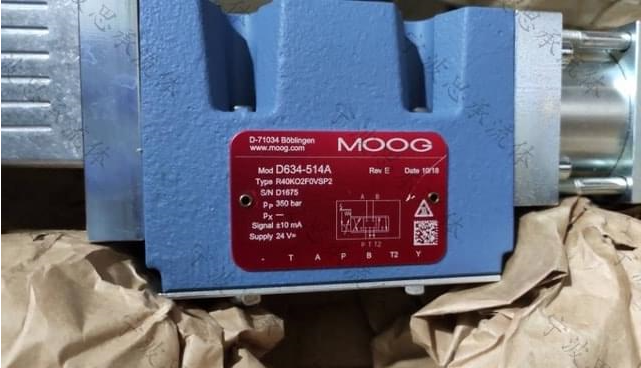 D-71034 Böblingen
www.moog.com
MOOG
Mod D634-514A Rev E Date 10/18
Type R40KO2F0VSP2
S/N D1675
pP 350 bar
pX —
Signal ±10 mA
Supply 24 V=
A B
P T T2
- T A P B T2 Y